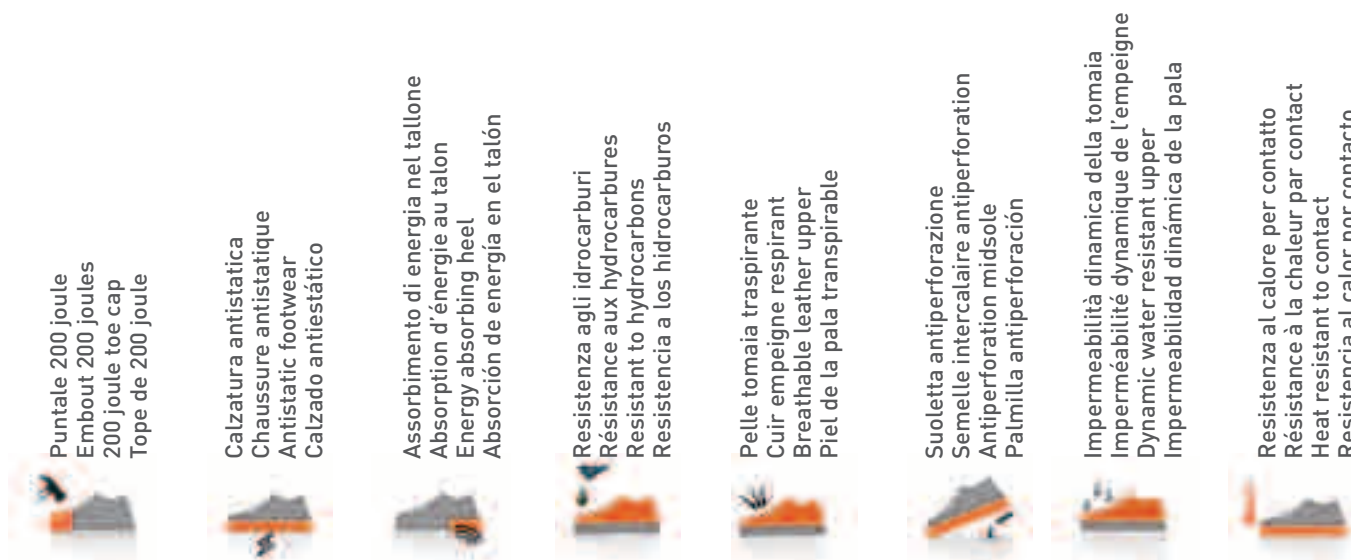 Puntale 200 joule
Embout 200 joules
200 joule toe cap
Tope de 200 joule
Calzatura antistatica
Chaussure antistatique
Antistatic footwear
Calzado antiestático
Assorbimento di energia nel tallone
Absorption d'énergie au talon
Energy absorbing heel
Absorción de energía en el talón
Resistenza agli idrocarburi
Résistance aux hydrocarbures
Resistant to hydrocarbons
Resistencia a los hidrocarburos
Pelle tomaia traspirante
Cuir empeigne respirant
Breathable leather upper
Piel de la pala transpirable
Suoletta antiperforazione
Semelle intercalaire antiperforation
Antiperforation midsole
Palmilla antiperforación
Impermeabilità dinamica della tomaia
Imperméabilité dynamique de l'empeigne
Dynamic water resistant upper
Impermeabilidad dinámica de la pala
Resistenza al calore per contatto
Résistance à la chaleur par contact
Heat resistant to contact
Resistencia al calor por contacto